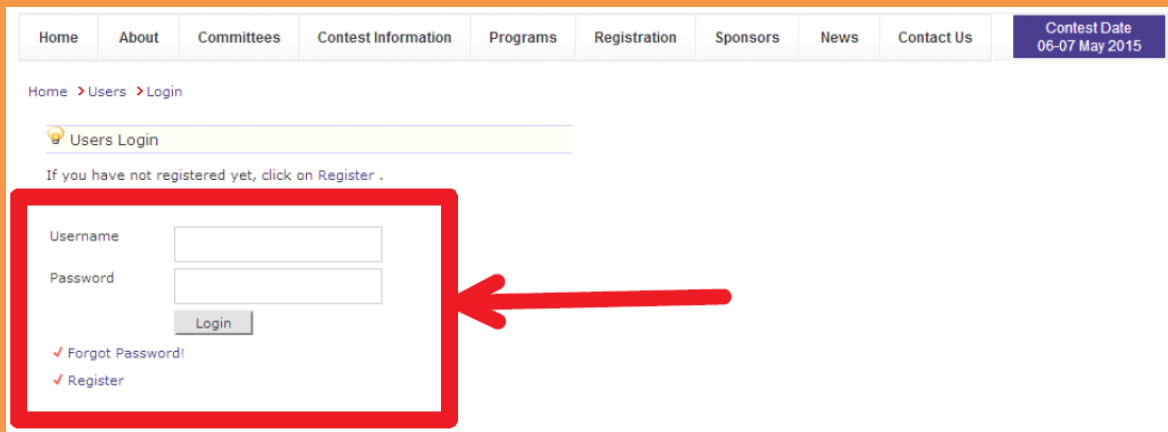 Home About Committees Contest Information Programs Registration Sponsors News Contact Us Contest Date
06-07 May 2015
Home > Users > Login
Users Login
If you have not registered yet, click on Register .
Username
Password
Login
Forgot Password!
Register